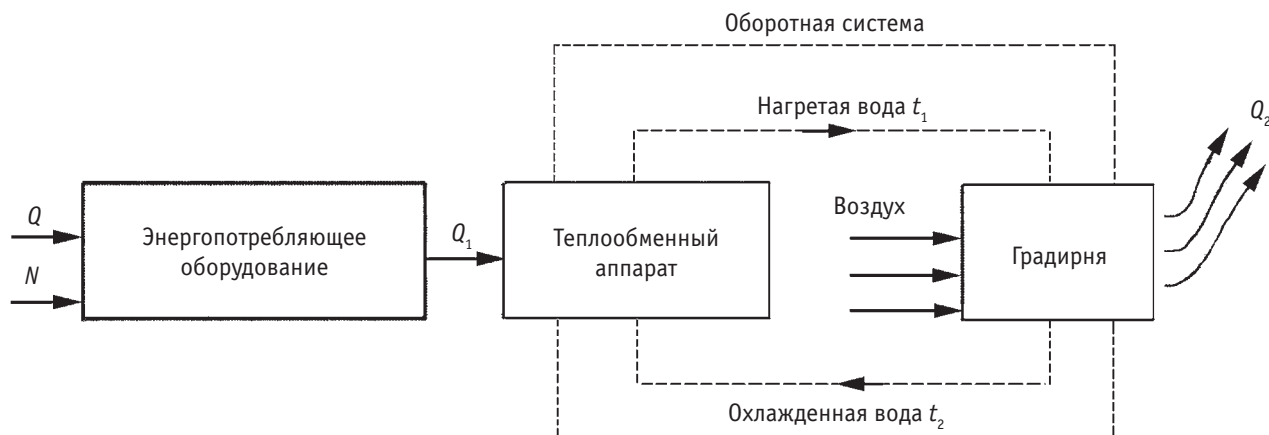 Оборотная система
Нагретая вода t₁
Q₂
Q
N
Энергопотребляющее
оборудование
Q₁
Теплообменный
аппарат
Воздух
Градирня
Охлажденная вода t₂